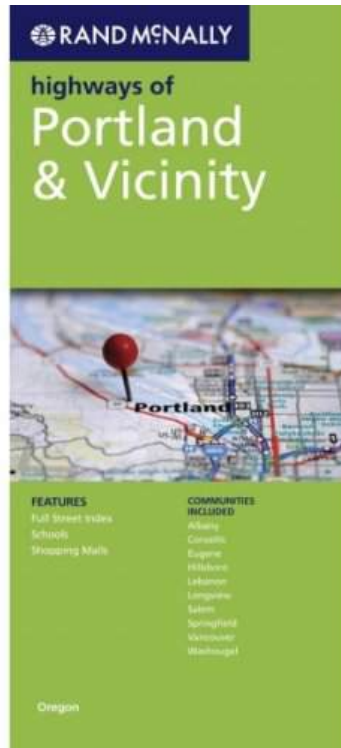 RAND McNALLY
highways of
Portland
& Vicinity
Portland
FEATURES
Full Street Index
Schools
Shopping Malls
COMMUNITIES
INCLUDED
Albany
Corvallis
Eugene
Hillsboro
Lebanon
Longview
Salem
Springfield
Vancouver
Washougal
Oregon